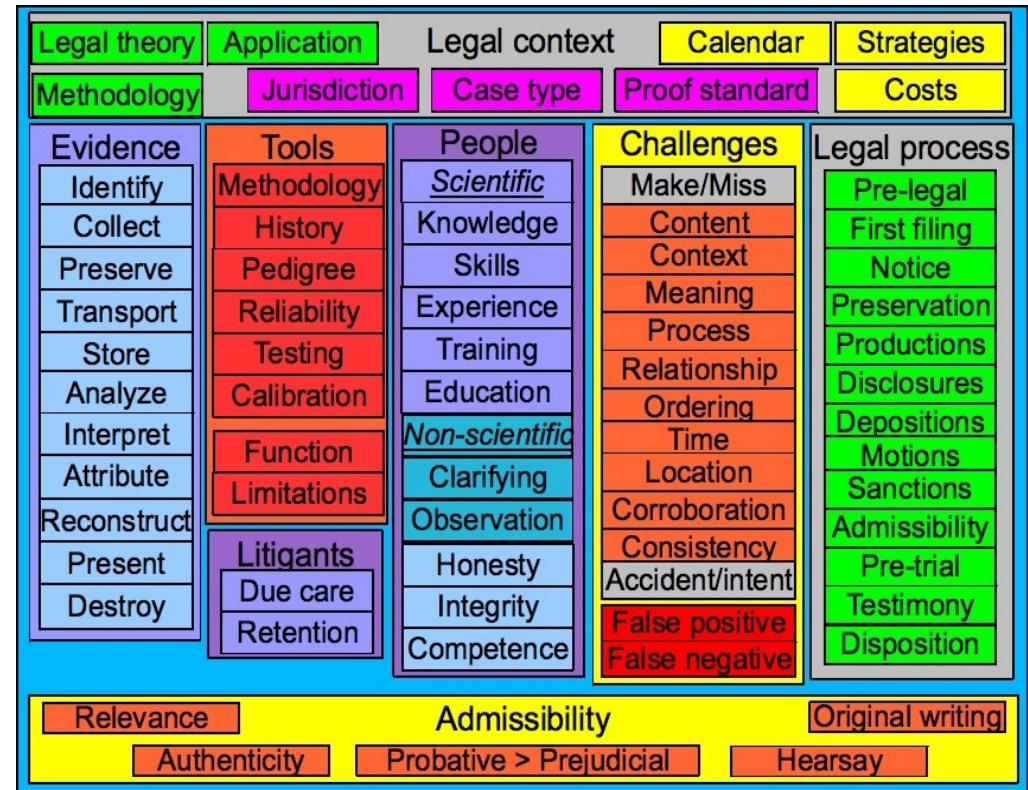 Legal theory
Application
Legal context
Calendar
Strategies
Methodology
Jurisdiction
Case type
Proof standard
Costs
Evidence
Identify
Collect
Preserve
Transport
Store
Analyze
Interpret
Attribute
Reconstruct
Present
Destroy
Tools
Methodology
History
Pedigree
Reliability
Testing
Calibration
Function
Limitations
Litigants
Due care
Retention
People
Scientific
Knowledge
Skills
Experience
Training
Education
Non-scientific
Clarifying
Observation
Honesty
Integrity
Competence
Challenges
Make/Miss
Content
Context
Meaning
Process
Relationship
Ordering
Time
Location
Corroboration
Consistency
Accident/intent
False positive
False negative
Legal process
Pre-legal
First filing
Notice
Preservation
Productions
Disclosures
Depositions
Motions
Sanctions
Admissibility
Pre-trial
Testimony
Disposition
Relevance
Admissibility
Original writing
Authenticity
Probative > Prejudicial
Hearsay